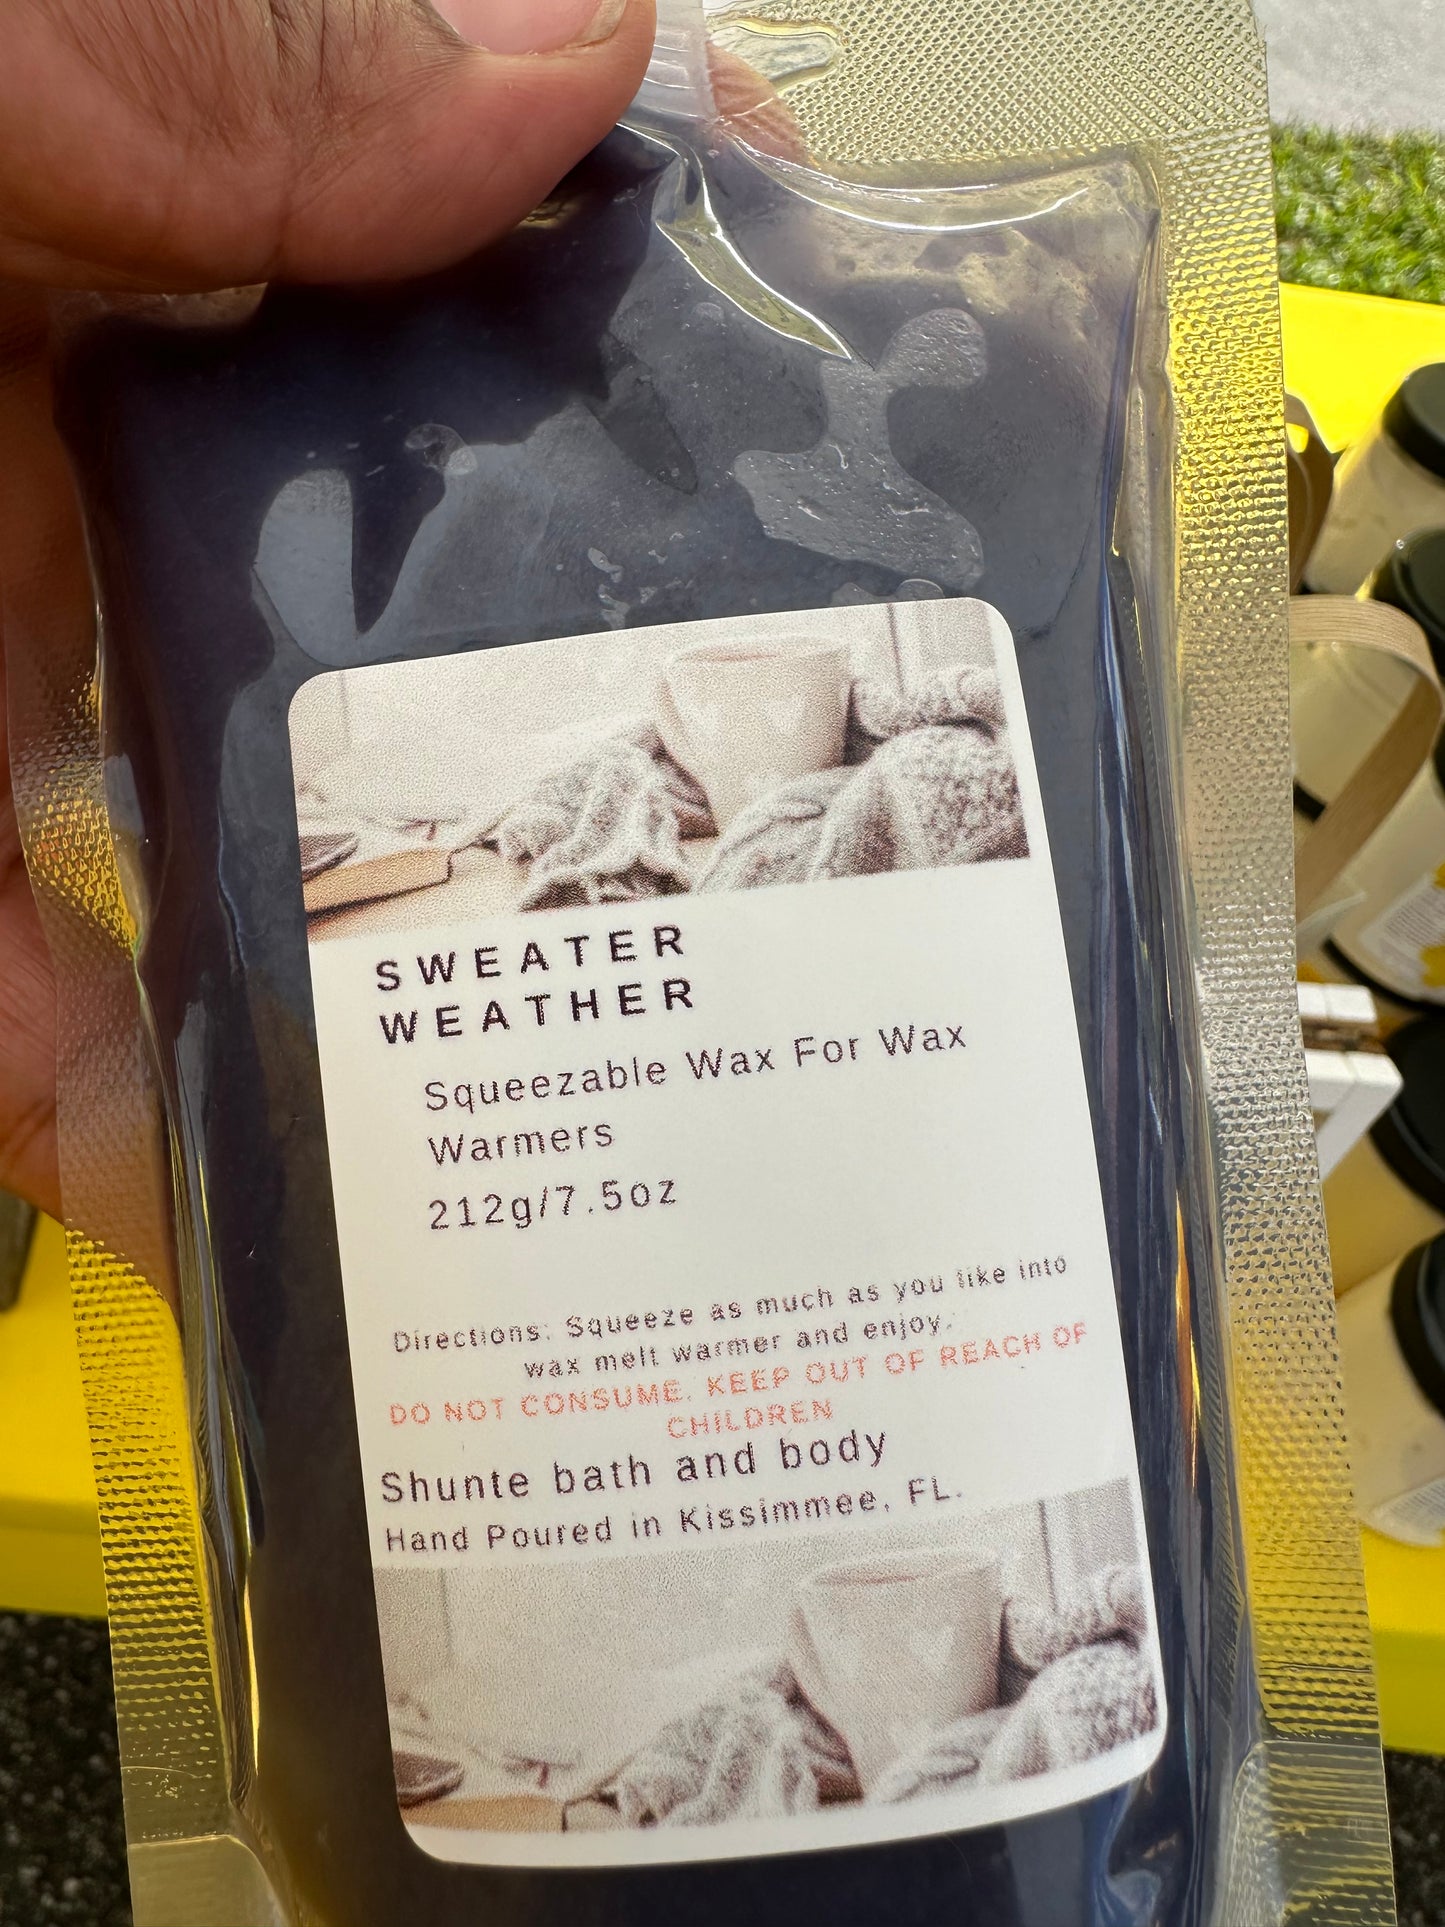 SWEATER
WEATHER
Squeezable Wax For Wax
Warmers
212g/7.5oz
Directions: Squeeze as much as you like into
wax melt warmer and enjoy.
DO NOT CONSUME. KEEP OUT OF REACH OF
CHILDREN
Shunte bath and body
Hand Poured in Kissimmee, FL.